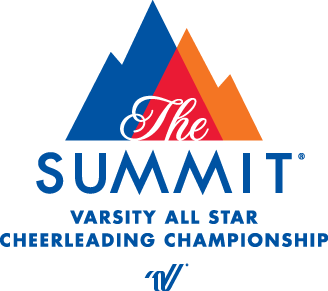 The
SUMMIT®
VARSITY ALL STAR
CHEERLEADING CHAMPIONSHIP